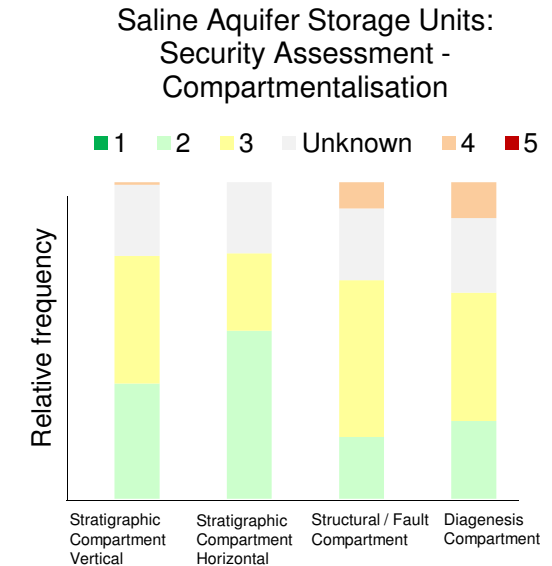 Saline Aquifer Storage Units:
Security Assessment -
Compartmentalisation
1 2 3 Unknown 4 5
Relative frequency
Stratigraphic
Compartment
Vertical
Stratigraphic
Compartment
Horizontal
Structural / Fault
Compartment
Diagenesis
Compartment